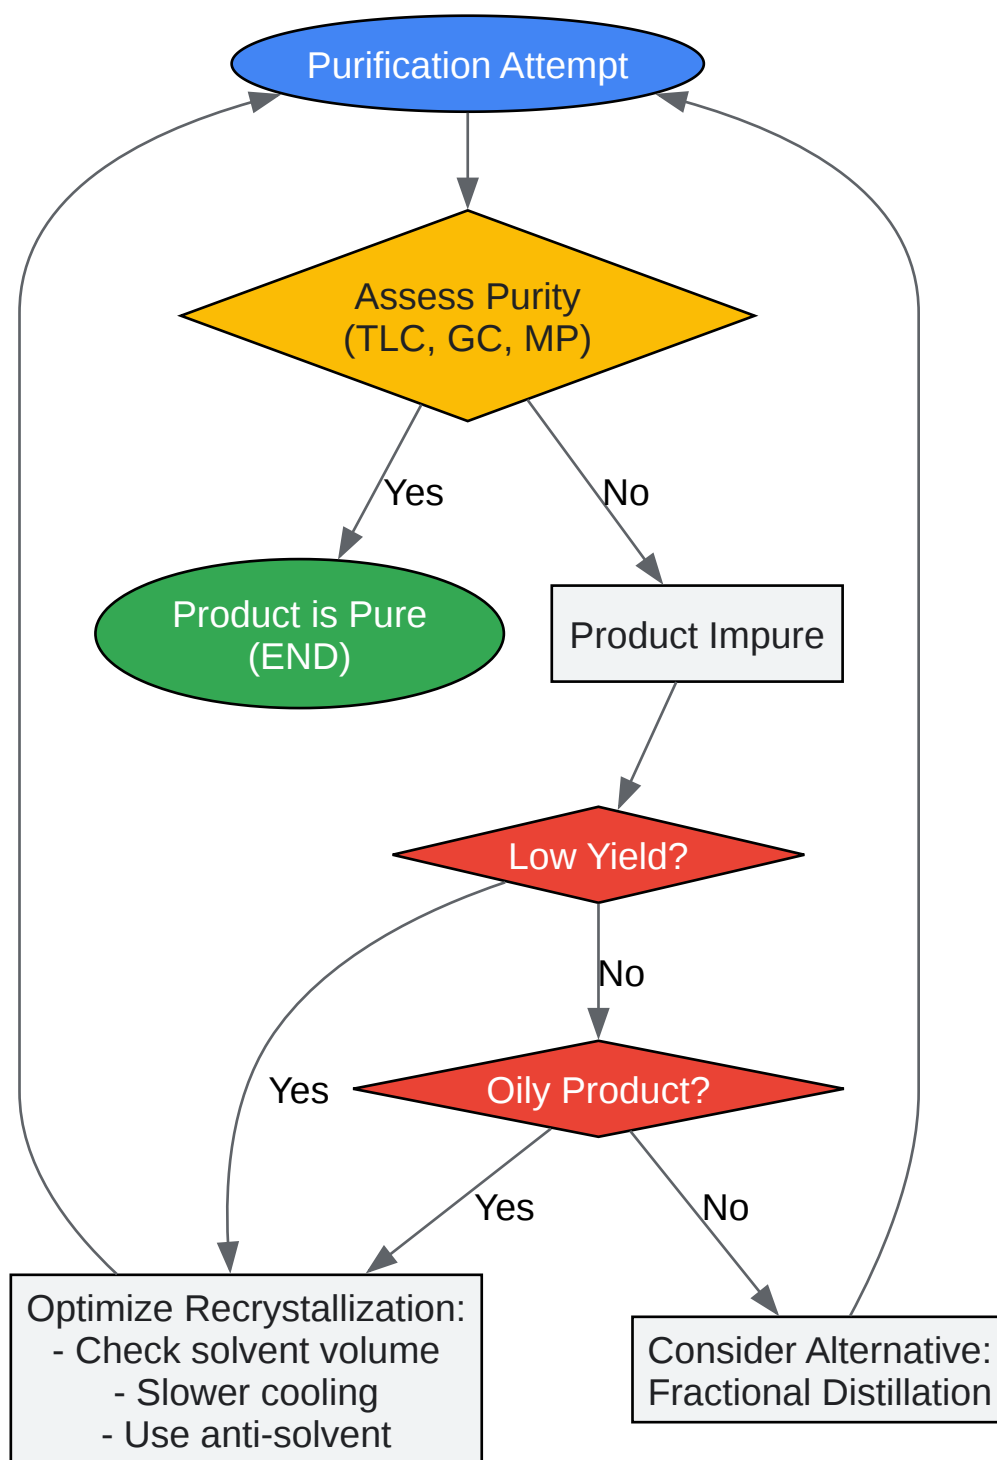 Purification Attempt
Assess Purity
(TLC, GC, MP)
Yes
No
Product is Pure
(END)
Product Impure
Low Yield?
No
Yes
Oily Product?
Yes
No
Optimize Recrystallization:
- Check solvent volume
- Slower cooling
- Use anti-solvent
Consider Alternative:
Fractional Distillation